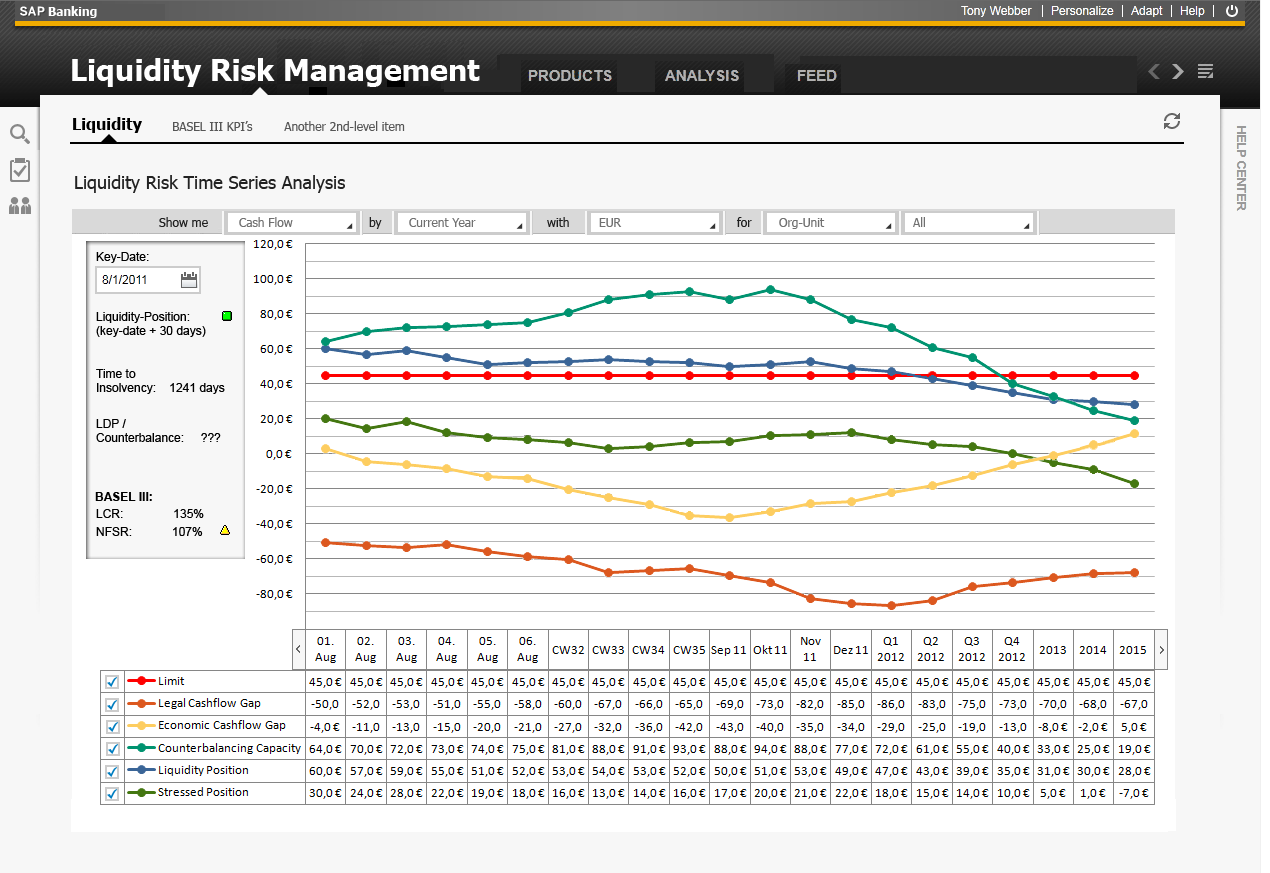 SAP Banking
Tony Webber | Personalize | Adapt | Help |
Liquidity Risk Management
PRODUCTS
ANALYSIS
FEED
Liquidity
BASEL III KPI's
Another 2nd-level item
HELP CENTER
Liquidity Risk Time Series Analysis
Show me Cash Flow by Current Year with EUR for Org-Unit All
Key-Date:
8/1/2011
Liquidity-Position:
(key-date + 30 days)
Time to
Insolvency: 1241 days
LDP /
Counterbalance: ???
BASEL III:
LCR: 135%
NFSR: 107%
120,0 €
100,0 €
80,0 €
60,0 €
40,0 €
20,0 €
0,0 €
-20,0 €
-40,0 €
-60,0 €
-80,0 €
01. 02. 03. 04. 05. 06. CW32 CW33 CW34 CW35 Sep 11 Okt 11 Nov Dez 11 Q1 Q2 Q3 Q4 2013 2014 2015
Aug Aug Aug Aug Aug Aug 11 2012 2012 2012 2012
Limit 45,0 € 45,0 € 45,0 € 45,0 € 45,0 € 45,0 € 45,0 € 45,0 € 45,0 € 45,0 € 45,0 € 45,0 € 45,0 € 45,0 € 45,0 € 45,0 € 45,0 € 45,0 € 45,0 € 45,0 € 45,0 €
Legal Cashflow Gap -50,0 -52,0 -53,0 -51,0 -55,0 -58,0 -60,0 -67,0 -66,0 -65,0 -69,0 -73,0 -82,0 -85,0 -86,0 -83,0 -75,0 -73,0 -70,0 -68,0 -67,0
Economic Cashflow Gap -4,0 € -11,0 -13,0 -15,0 -20,0 -21,0 -27,0 -32,0 -36,0 -42,0 -43,0 -40,0 -35,0 -34,0 -29,0 -25,0 -19,0 -13,0 -8,0 € -2,0 € 5,0 €
Counterbalancing Capacity 64,0 € 70,0 € 72,0 € 73,0 € 74,0 € 75,0 € 81,0 € 88,0 € 91,0 € 93,0 € 88,0 € 94,0 € 88,0 € 77,0 € 72,0 € 61,0 € 55,0 € 40,0 € 33,0 € 25,0 € 19,0 €
Liquidity Position 60,0 € 57,0 € 59,0 € 55,0 € 51,0 € 52,0 € 53,0 € 54,0 € 53,0 € 52,0 € 50,0 € 51,0 € 53,0 € 49,0 € 47,0 € 43,0 € 39,0 € 35,0 € 31,0 € 30,0 € 28,0 €
Stressed Position 30,0 € 24,0 € 28,0 € 22,0 € 19,0 € 18,0 € 16,0 € 13,0 € 14,0 € 16,0 € 17,0 € 20,0 € 21,0 € 22,0 € 18,0 € 15,0 € 14,0 € 10,0 € 5,0 € 1,0 € -7,0 €